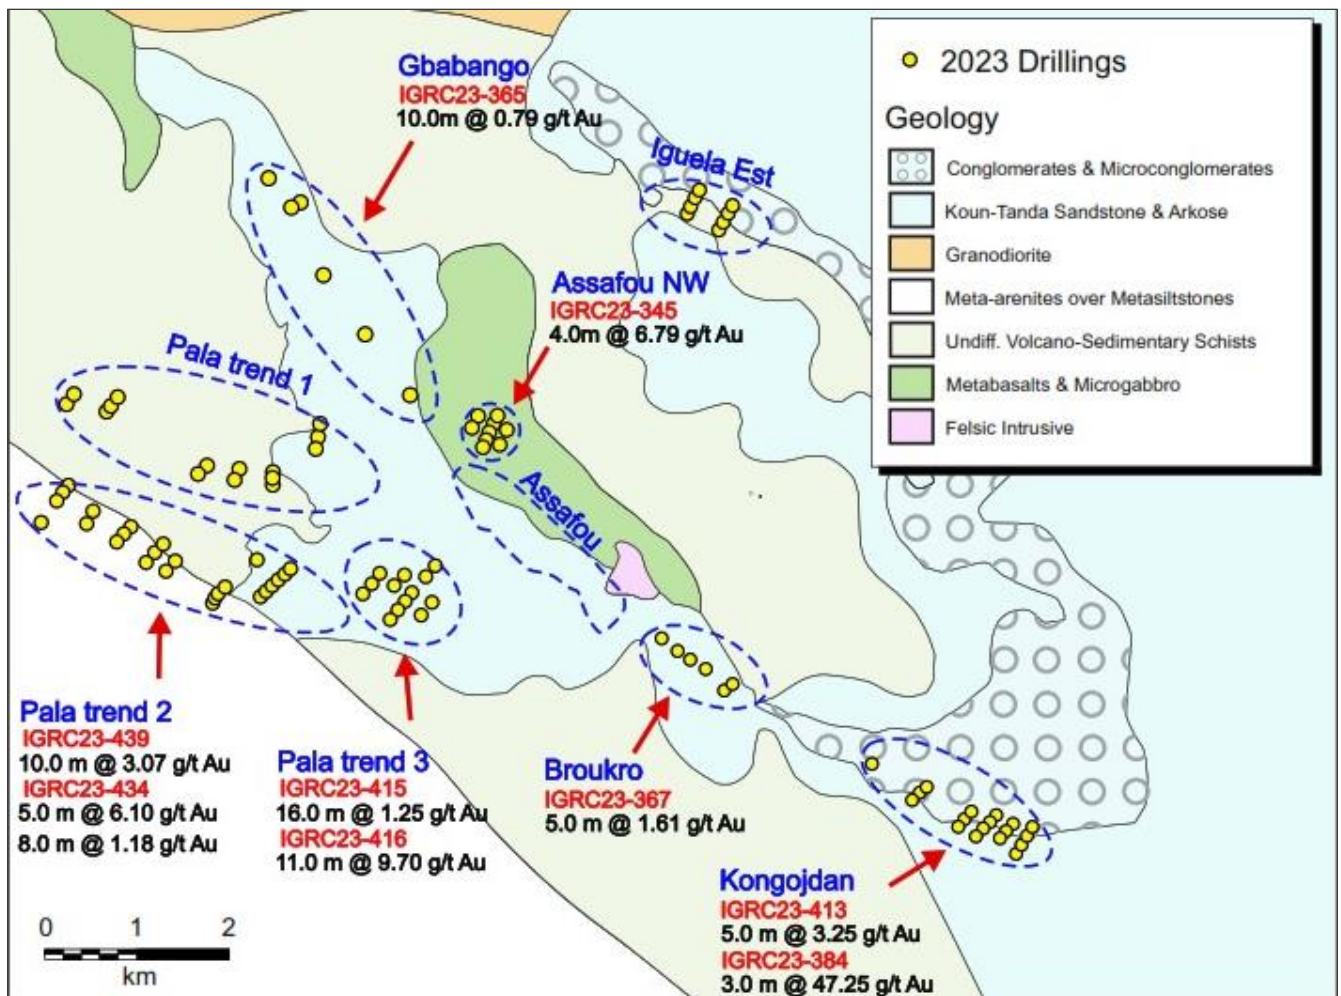 Gbabango
IGRC23-365
10.0m @ 0.79 g/t Au
Iguela Est
Assafou NW
IGRC23-345
4.0m @ 6.79 g/t Au
Pala trend 1
Assafou
Pala trend 2
IGRC23-439
10.0 m @ 3.07 g/t Au
IGRC23-434
5.0 m @ 6.10 g/t Au
8.0 m @ 1.18 g/t Au
Pala trend 3
IGRC23-415
16.0 m @ 1.25 g/t Au
IGRC23-416
11.0 m @ 9.70 g/t Au
Broukro
IGRC23-367
5.0 m @ 1.61 g/t Au
Kongojdan
IGRC23-413
5.0 m @ 3.25 g/t Au
IGRC23-384
3.0 m @ 47.25 g/t Au
0 1 2
km
2023 Drillings
Geology
Conglomerates & Microconglomerates
Koun-Tanda Sandstone & Arkose
Granodiorite
Meta-arenites over Metasiltstones
Undiff. Volcano-Sedimentary Schists
Metabasalts & Microgabbro
Felsic Intrusive